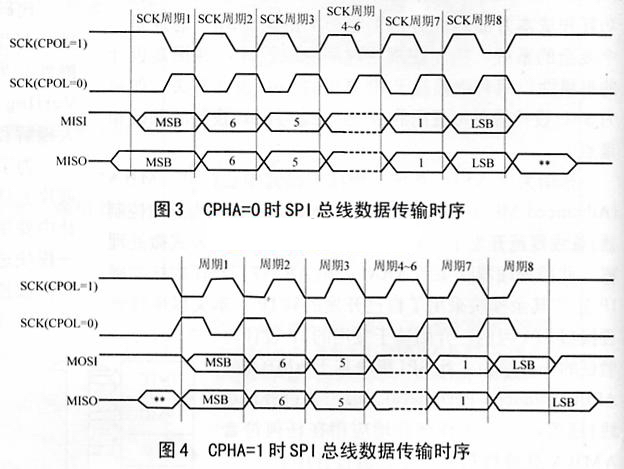 SCK周期1 SCK周期2 SCK周期3 SCK周期4~6 SCK周期7 SCK周期8
SCK(CPOL=1)
SCK(CPOL=0)
MISI MSB 6 5 1 LSB
MISO MSB 6 5 1 LSB **
图3 CPHA=0时SPI总线数据传输时序
周期1 周期2 周期3 周期4~6 周期7 周期8
SCK(CPOL=1)
SCK(CPOL=0)
MOSI MSB 6 5 1 LSB
MISO ** MSB 6 5 1 LSB
图4 CPHA=1时SPI总线数据传输时序